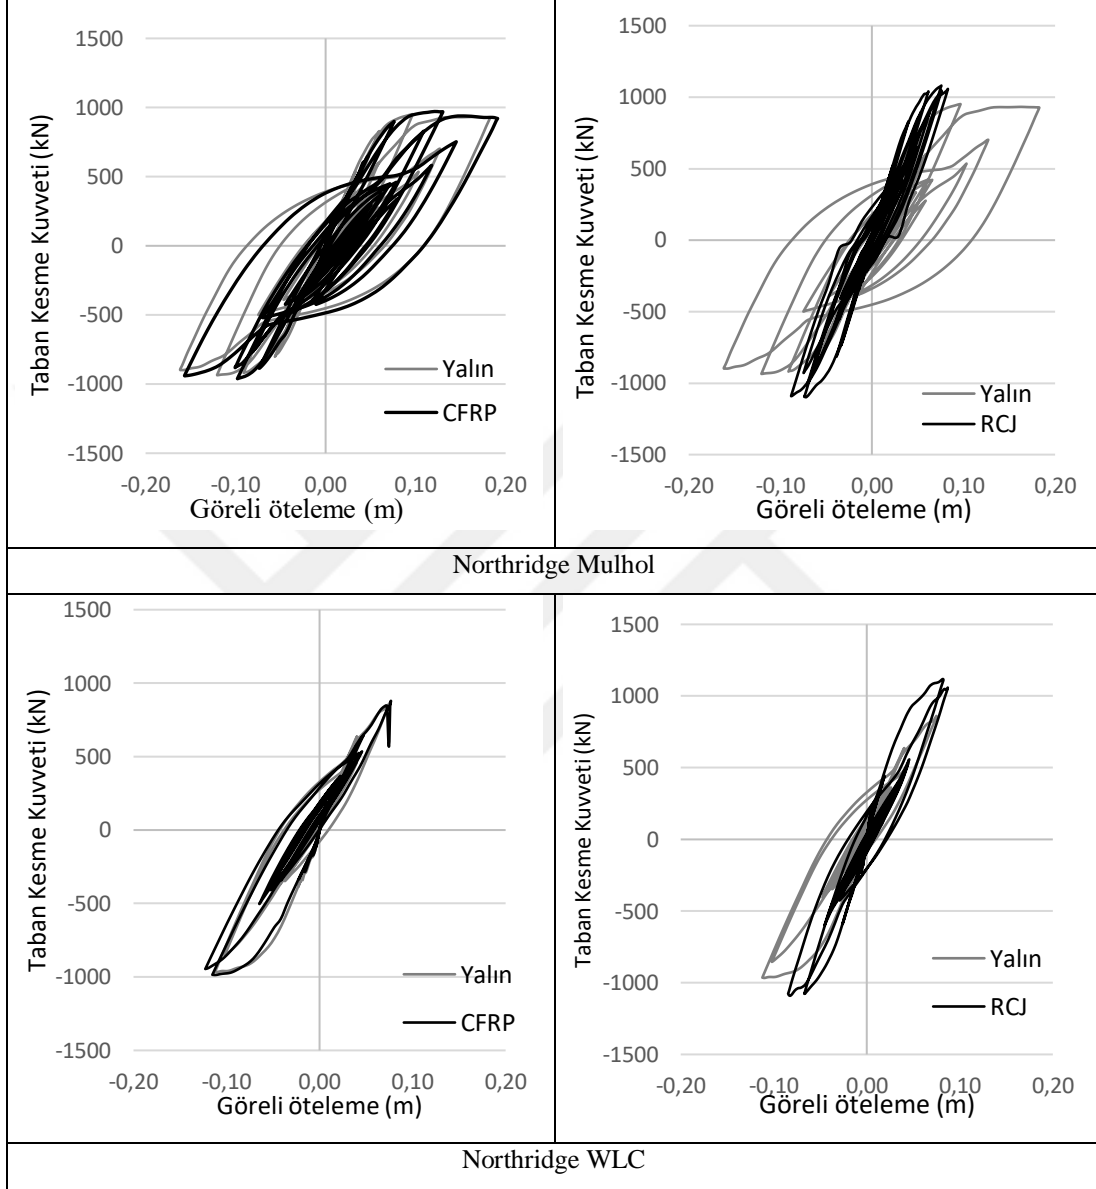 1500
1000
500
0
-500
-1000
-1500
-0,20 -0,10 0,00 0,10 0,20
Taban Kesme Kuvveti (kN)
Göreli öteleme (m)
Yalın
CFRP
1500
1000
500
0
-500
-1000
-1500
-0,20 -0,10 0,00 0,10 0,20
Taban Kesme Kuvveti (kN)
Göreli öteleme (m)
Yalın
RCJ
Northridge Mulhol
1500
1000
500
0
-500
-1000
-1500
-0,20 -0,10 0,00 0,10 0,20
Taban Kesme Kuvveti (kN)
Göreli öteleme (m)
Yalın
CFRP
1500
1000
500
0
-500
-1000
-1500
-0,20 -0,10 0,00 0,10 0,20
Taban Kesme Kuvveti (kN)
Göreli öteleme (m)
Yalın
RCJ
Northridge WLC